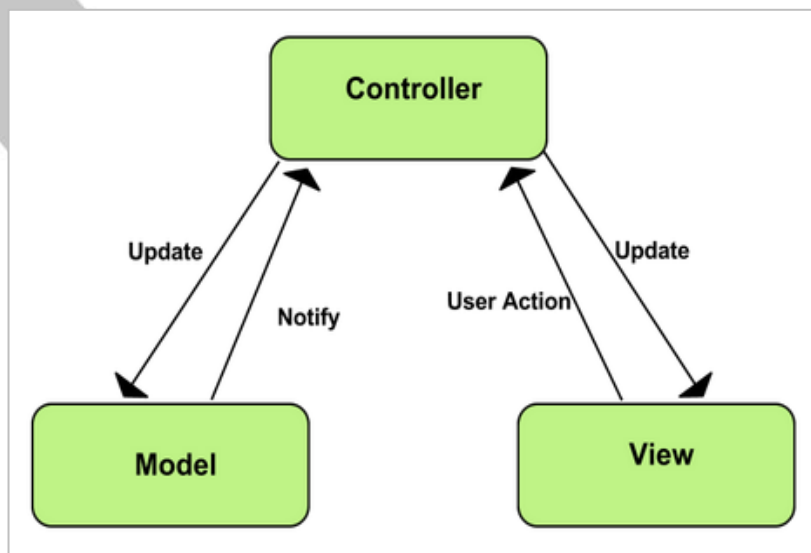 Controller
Update
Update
Notify
User Action
Model
View